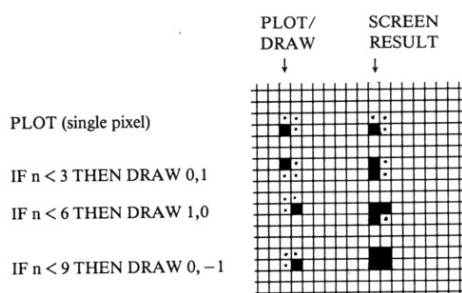 PLOT/ SCREEN
DRAW RESULT
↓ ↓
PLOT (single pixel)
IF n < 3 THEN DRAW 0,1
IF n < 6 THEN DRAW 1,0
IF n < 9 THEN DRAW 0, −1